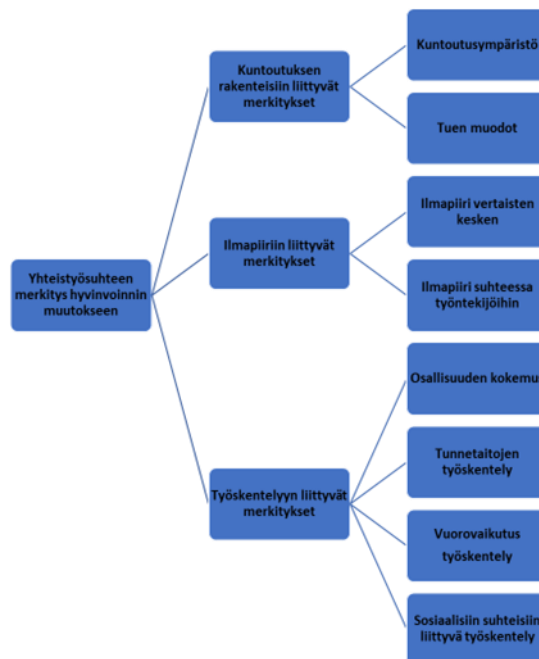 Kuntoutusympäristö
Kuntoutuksen
rakenteisiin liittyvät
merkitykset
Tuen muodot
Ilmapiiri vertaisten
kesken
Ilmapiiriin liittyvät
merkitykset
Yhteistyösuhteen
merkitys hyvinvoinnin
muutokseen
Ilmapiiri suhteessa
työntekijöihin
Osallisuuden kokemus
Tunnetaitojen
työskentely
Työskentelyyn liittyvät
merkitykset
Vuorovaikutus
työskentely
Sosiaalisiin suhteisiin
liittyvä työskentely